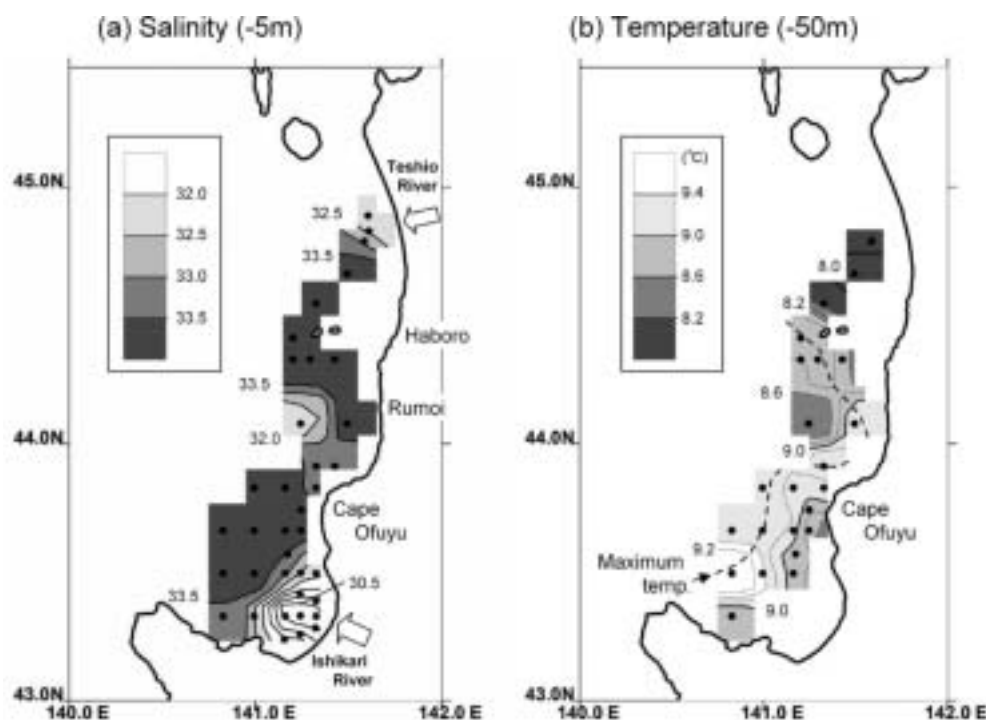 (a) Salinity (-5m)
(b) Temperature (-50m)
32.0
32.5
33.0
33.5
45.0N
44.0N
43.0N
140.0 E
141.0 E
142.0 E
Teshio
River
32.5
33.5
Haboro
33.5
Rumoi
32.0
Cape
Ofuyu
33.5
30.5
Ishikari
River
(°C)
9.4
9.0
8.6
8.2
45.0N
44.0N
43.0N
140.0 E
141.0 E
142.0 E
8.0
8.2
8.6
9.0
Cape
Ofuyu
9.2
Maximum
temp.
9.0